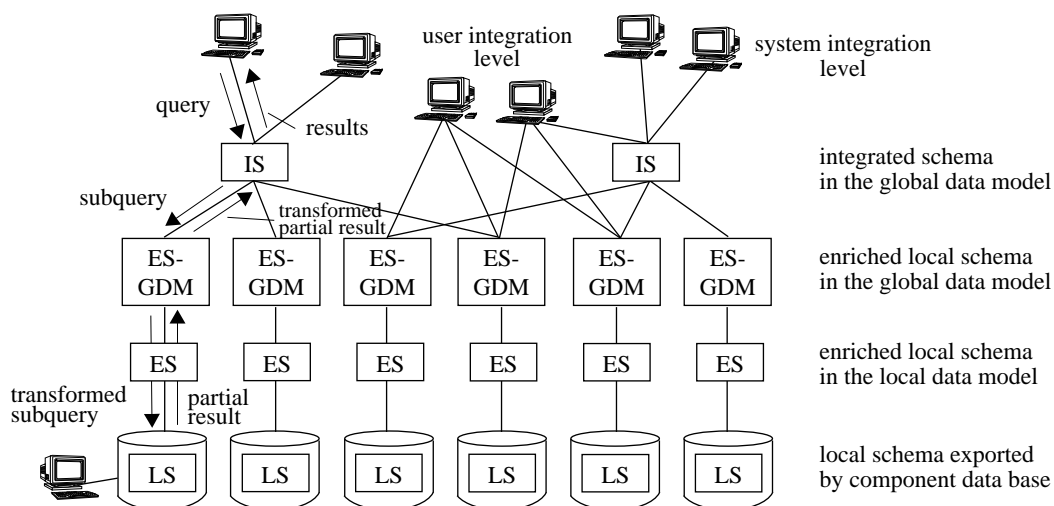 user integration
level
system integration
level
query
results
IS
IS
integrated schema
in the global data model
subquery
transformed
partial result
ES-
GDM
ES-
GDM
ES-
GDM
ES-
GDM
ES-
GDM
ES-
GDM
enriched local schema
in the global data model
ES
ES
ES
ES
ES
ES
enriched local schema
in the local data model
transformed
subquery
partial
result
LS
LS
LS
LS
LS
LS
local schema exported
by component data base